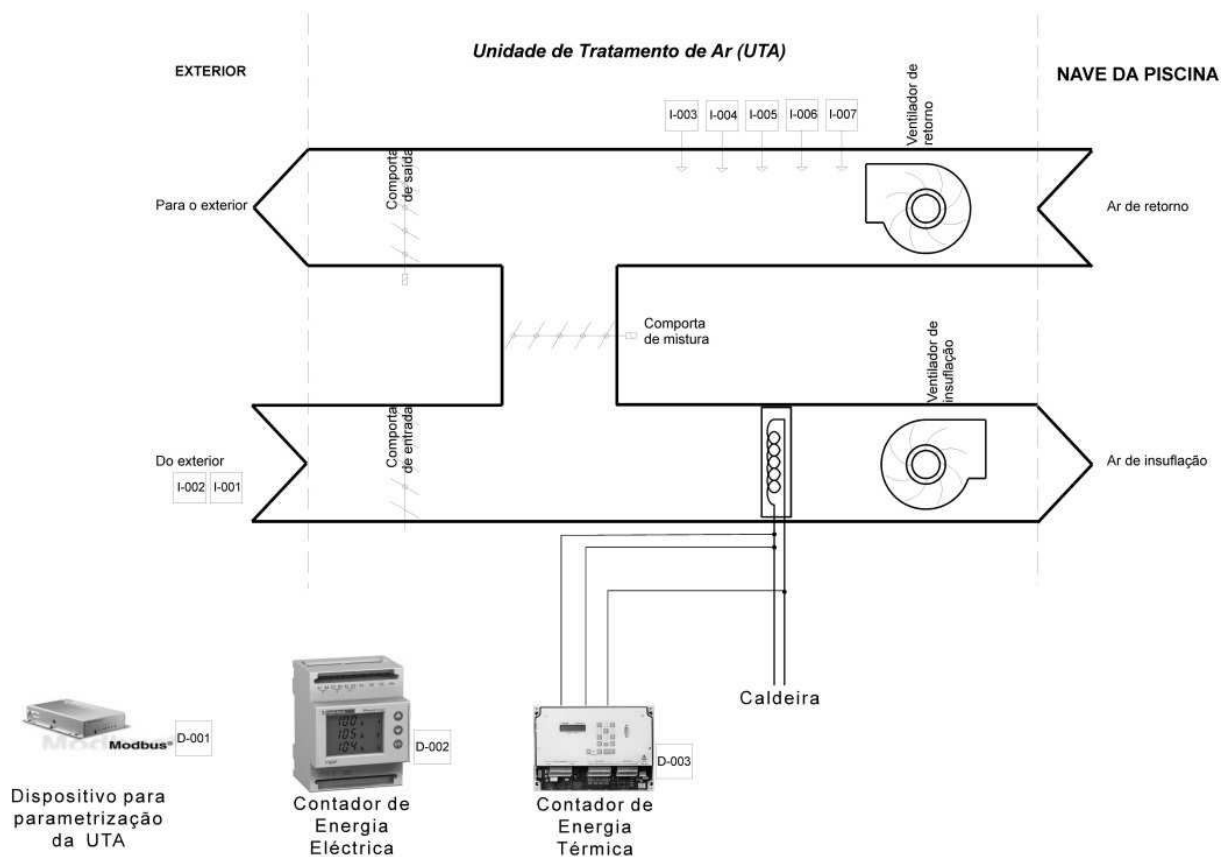 Unidade de Tratamento de Ar (UTA)
EXTERIOR
NAVE DA PISCINA
I-003
I-004
I-005
I-006
I-007
Ventilador de
retorno
Comporta
de saída
Para o exterior
Ar de retorno
Comporta
de mistura
Ventilador de
insuflação
Comporta
de entrada
Do exterior
I-002
I-001
Ar de insuflação
Caldeira
Modbus®
D-001
D-002
D-003
100
105
104
Dispositivo para
parametrização
da UTA
Contador de
Energia
Eléctrica
Contador de
Energia
Térmica